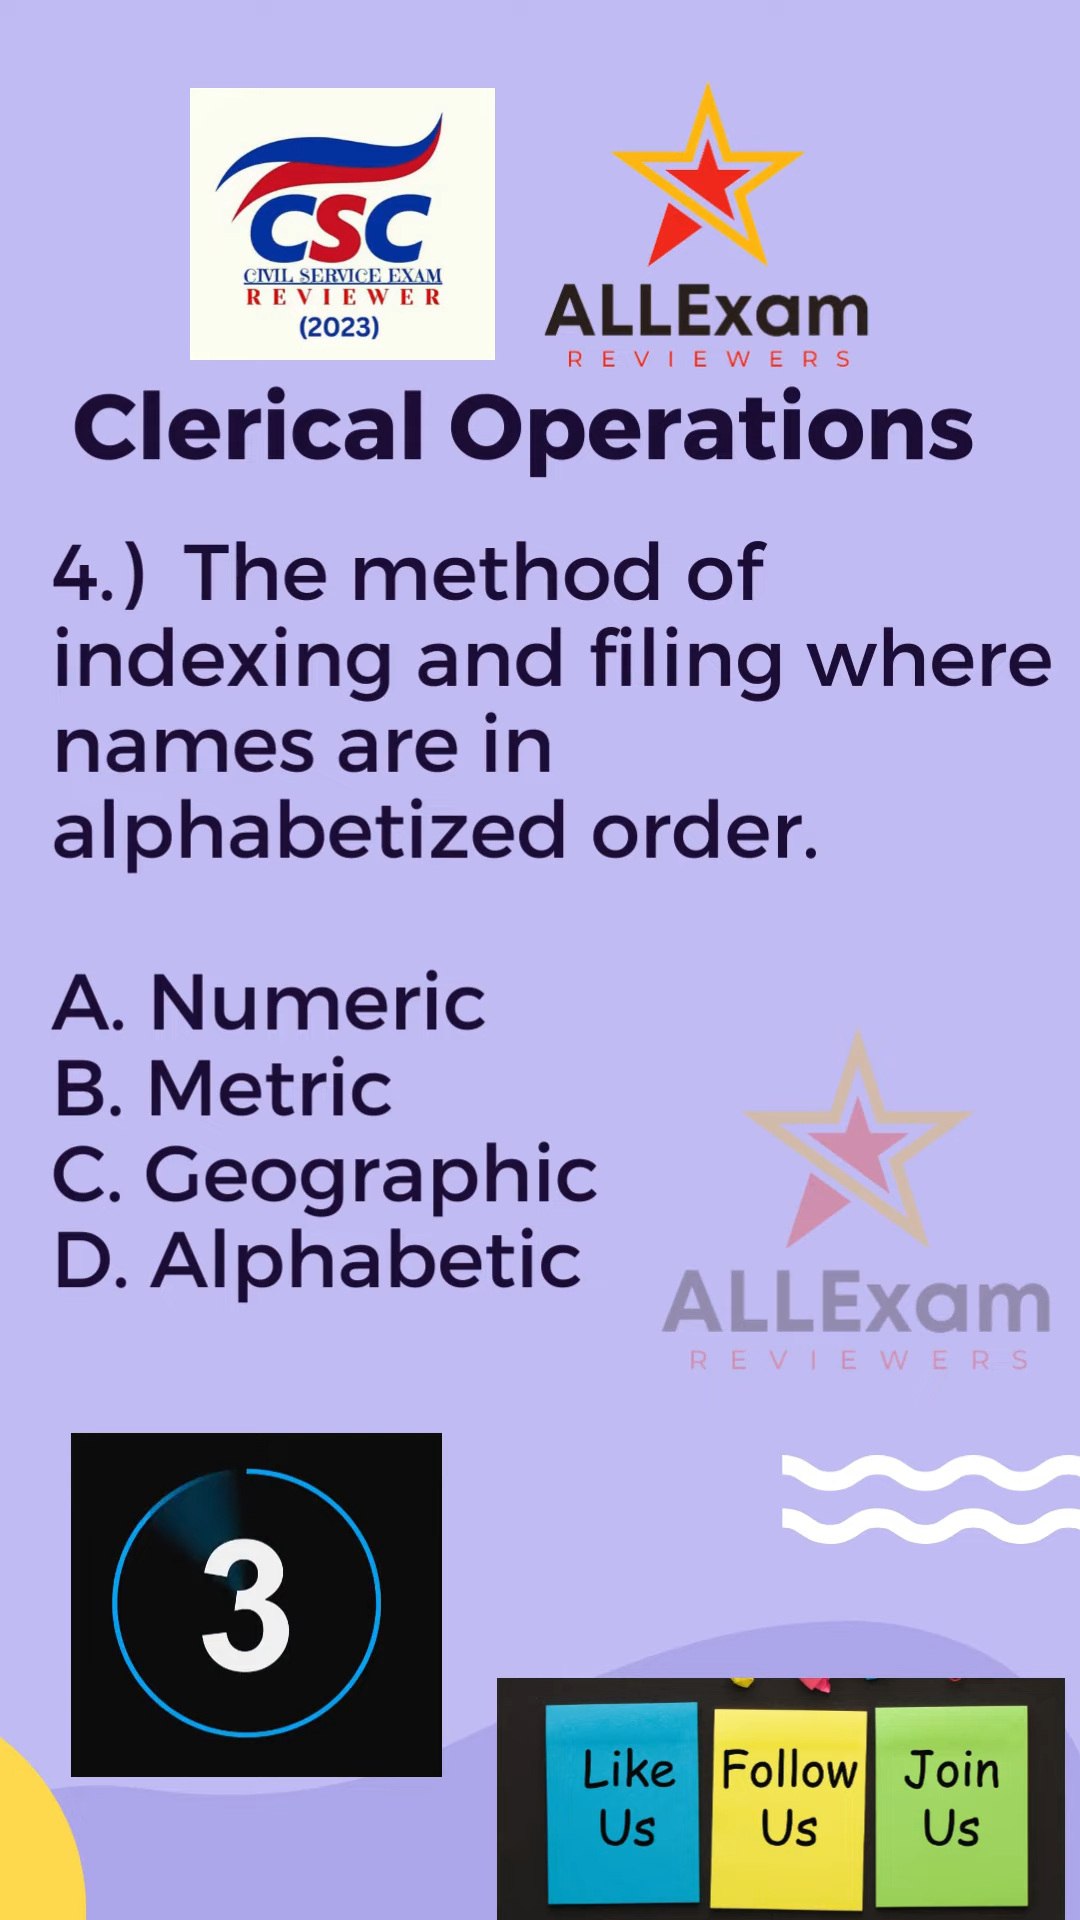 CSC
CIVIL SERVICE EXAM
REVIEWER
(2023)
ALLExam
REVIEWERS
Clerical Operations
4.) The method of
indexing and filing where
names are in
alphabetized order.
A. Numeric
B. Metric
C. Geographic
D. Alphabetic
ALLExam
REVIEWERS
3
Like
Us
Follow
Us
Join
Us